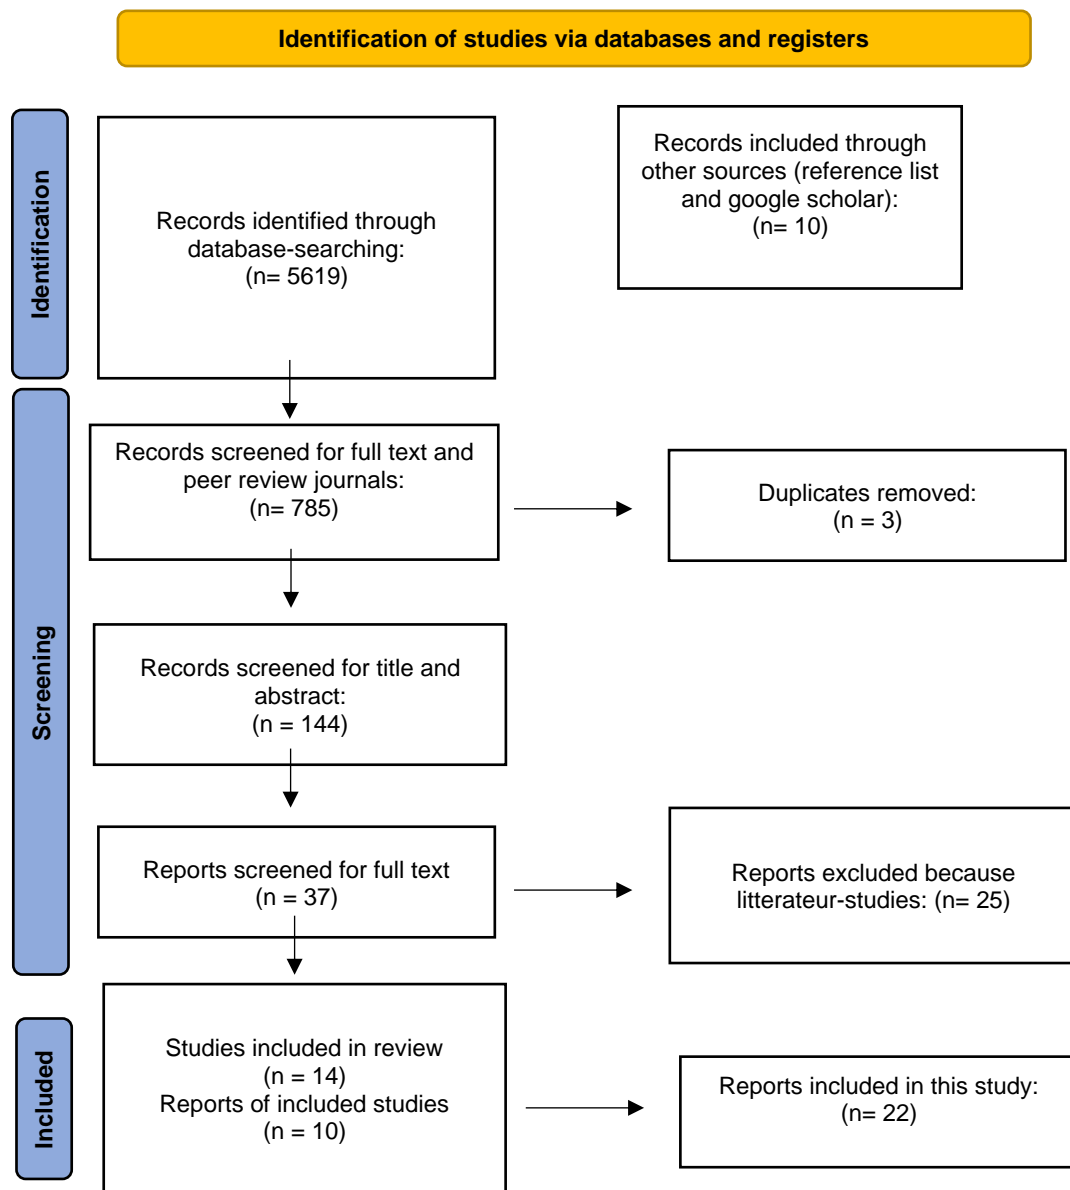 Identification of studies via databases and registers
Identification
Records identified through
database-searching:
(n= 5619)
Records included through
other sources (reference list
and google scholar):
(n= 10)
Screening
Records screened for full text and
peer review journals:
(n= 785)
Duplicates removed:
(n = 3)
Records screened for title and
abstract:
(n = 144)
Reports screened for full text
(n = 37)
Reports excluded because
litterateur-studies: (n= 25)
Included
Studies included in review
(n = 14)
Reports of included studies
(n = 10)
Reports included in this study:
(n= 22)